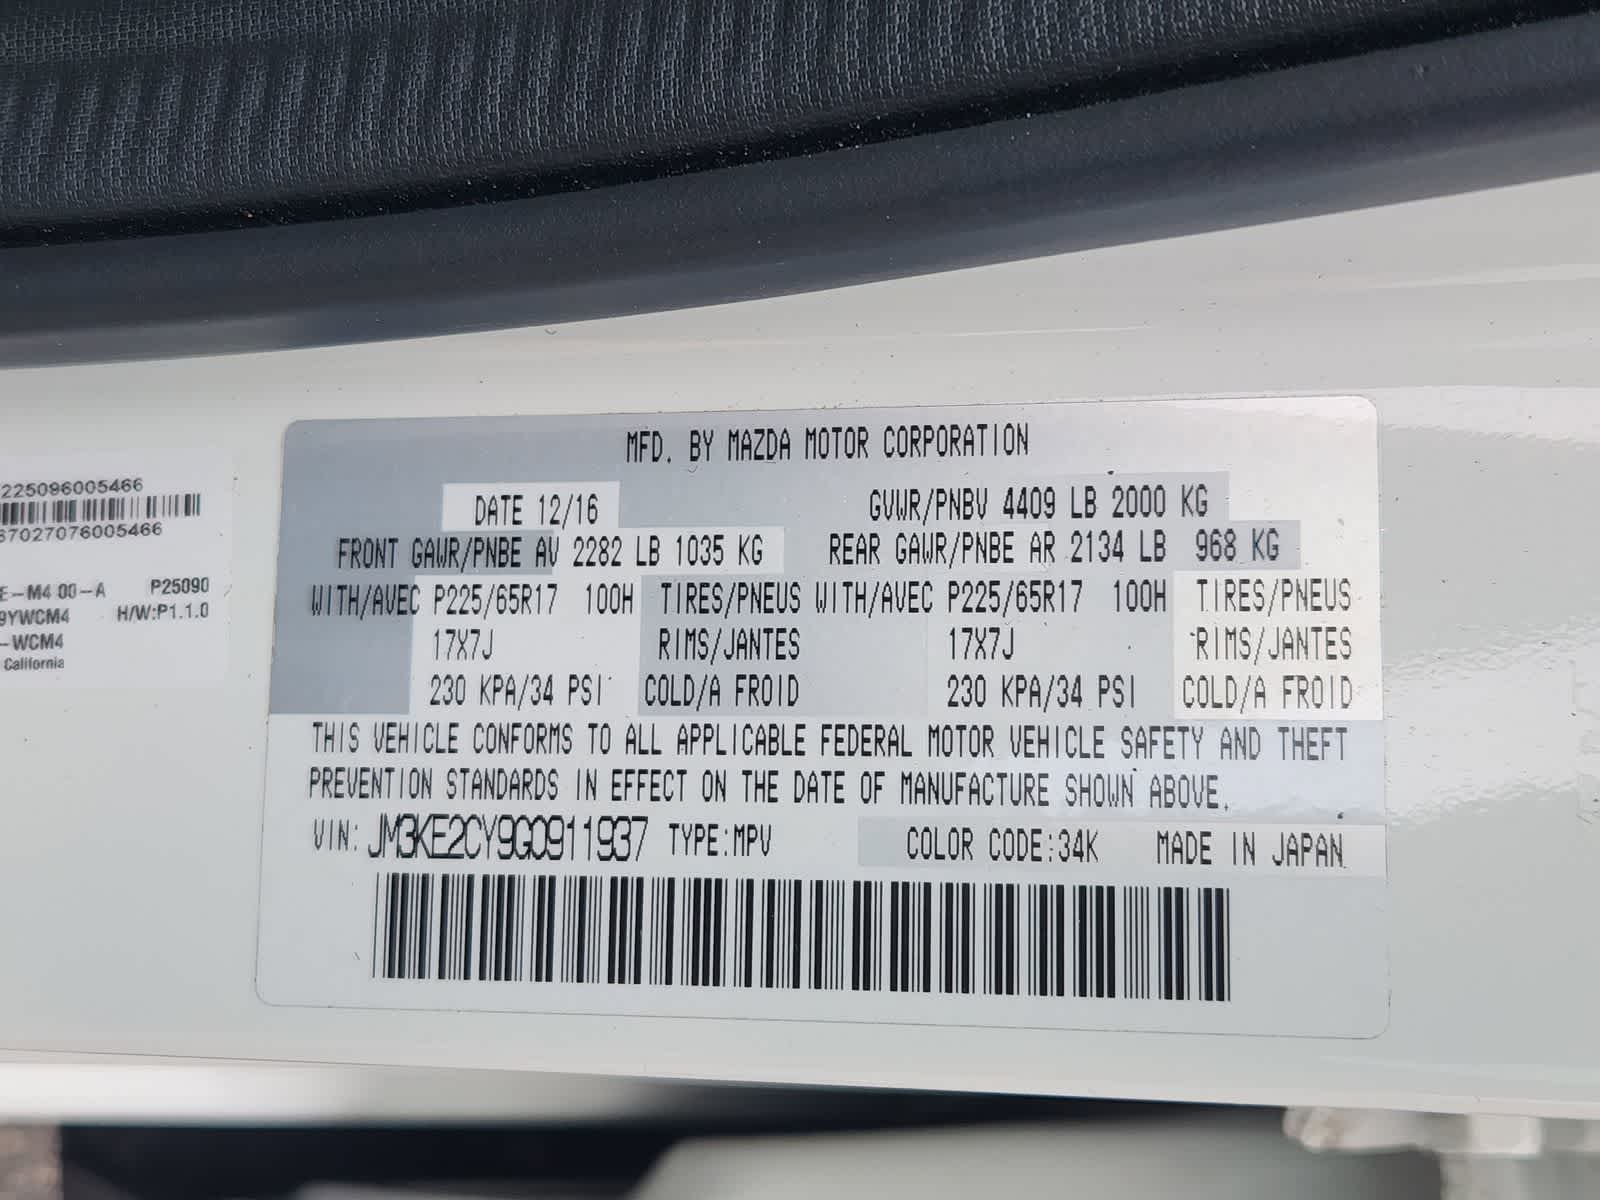 225096005466
67027076005466
E-M4 00-A P25090
9YWCM4 H/W:P1.1.0
-WCM4
California
MFD. BY MAZDA MOTOR CORPORATION
DATE 12/16 GVWR/PNBV 4409 LB 2000 KG
FRONT GAWR/PNBE AV 2282 LB 1035 KG REAR GAWR/PNBE AR 2134 LB 968 KG
WITH/AVEC P225/65R17 100H TIRES/PNEUS WITH/AVEC P225/65R17 100H TIRES/PNEUS
17X7J RIMS/JANTES 17X7J RIMS/JANTES
230 KPA/34 PSI COLD/A FROID 230 KPA/34 PSI COLD/A FROID
THIS VEHICLE CONFORMS TO ALL APPLICABLE FEDERAL MOTOR VEHICLE SAFETY AND THEFT
PREVENTION STANDARDS IN EFFECT ON THE DATE OF MANUFACTURE SHOWN ABOVE.
VIN: JM3KE2CY9G0911937 TYPE:MPV COLOR CODE:34K MADE IN JAPAN